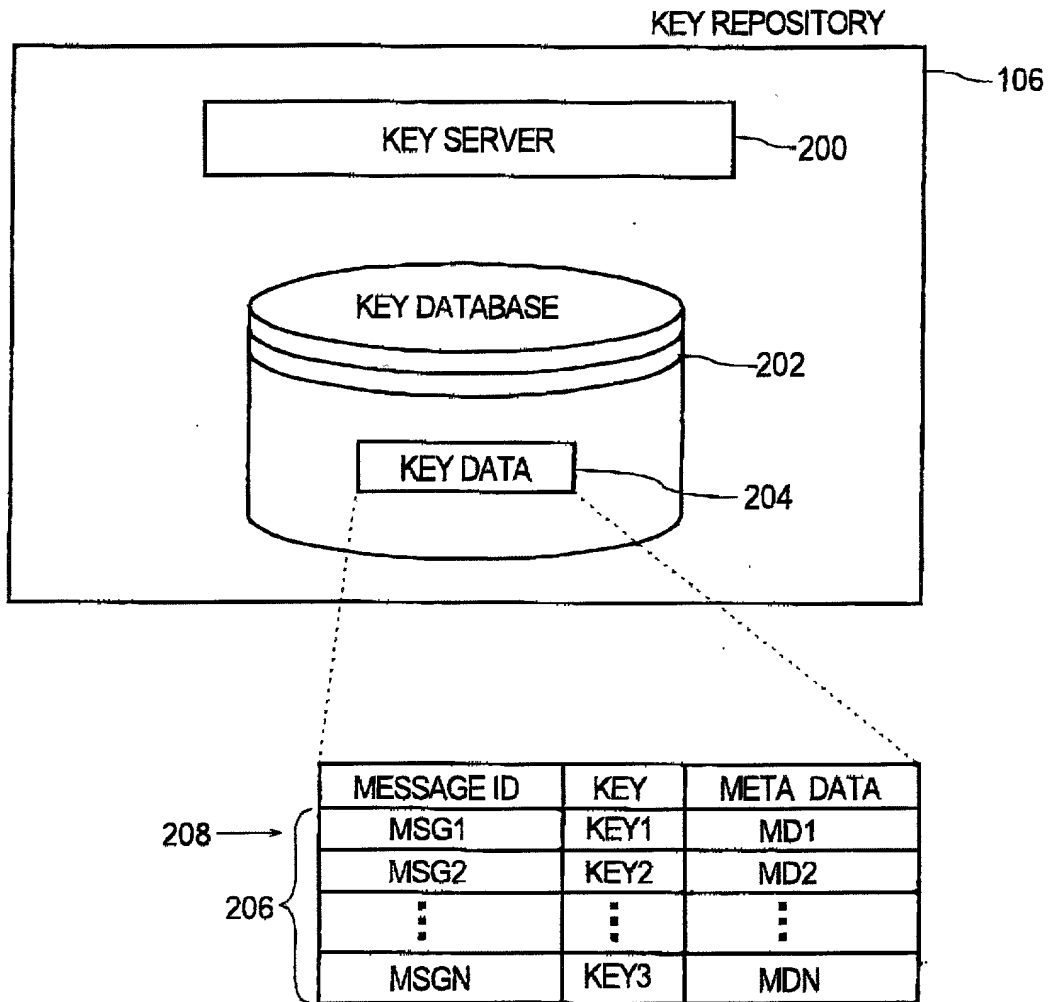 KEY REPOSITORY
106
KEY SERVER
200
KEY DATABASE
202
KEY DATA
204
MESSAGE ID KEY META DATA
208 MSG1 KEY1 MD1
MSG2 KEY2 MD2
206
MSGN KEY3 MDN